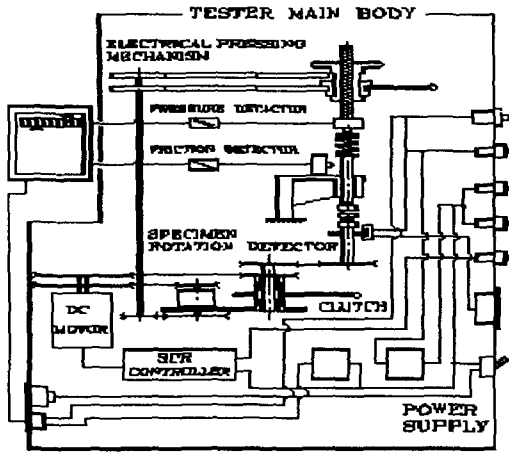 TESTER MAIN BODY
ELECTRICAL PRESSING
MECHANISM
PRESSURE DETECTOR
FRICTION DETECTOR
SPECIMEN
ROTATION DETECTOR
CLUTCH
DC
MOTOR
SCR
CONTROLLER
POWER
SUPPLY